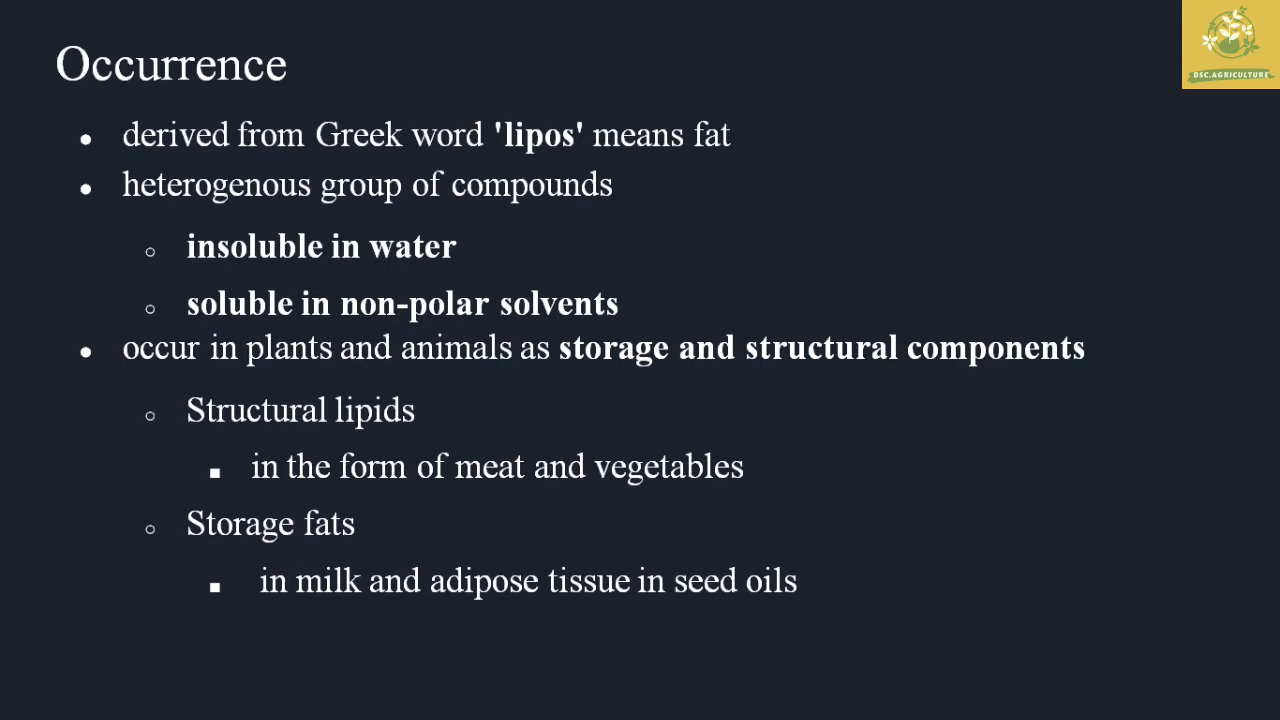 Occurrence
BSC.AGRICULTURE
● derived from Greek word 'lipos' means fat
● heterogenous group of compounds
○ insoluble in water
○ soluble in non-polar solvents
● occur in plants and animals as storage and structural components
○ Structural lipids
■ in the form of meat and vegetables
○ Storage fats
■ in milk and adipose tissue in seed oils